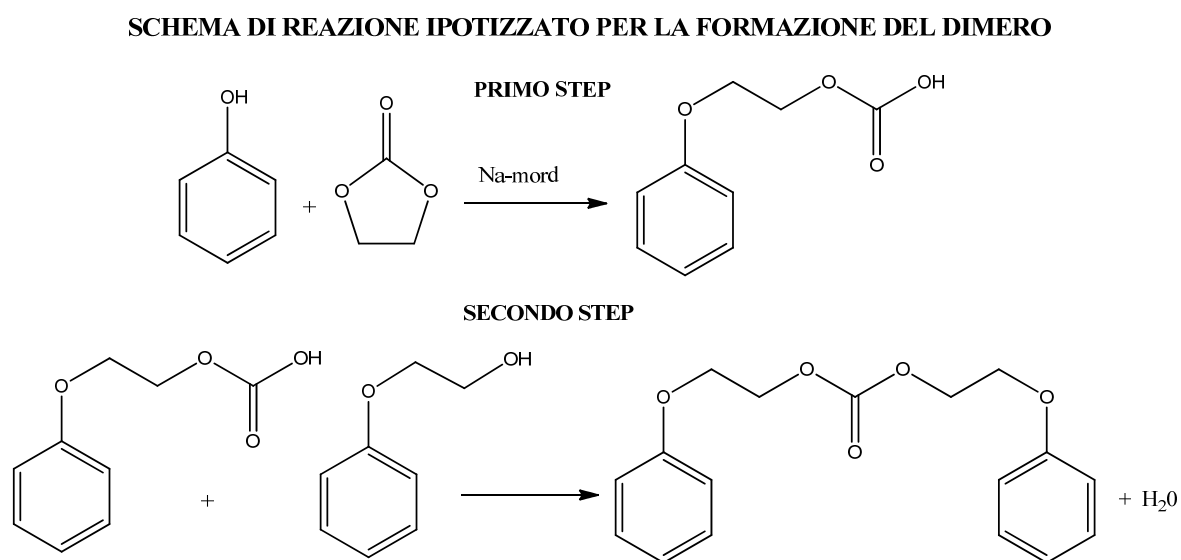 SCHEMA DI REAZIONE IPOTIZZATO PER LA FORMAZIONE DEL DIMERO
PRIMO STEP
OH
O
O
O
OH
O
O
O
+
Na-mord
SECONDO STEP
O
OH
O
O
OH
O
O
O
O
O
O
O
+
+ H20